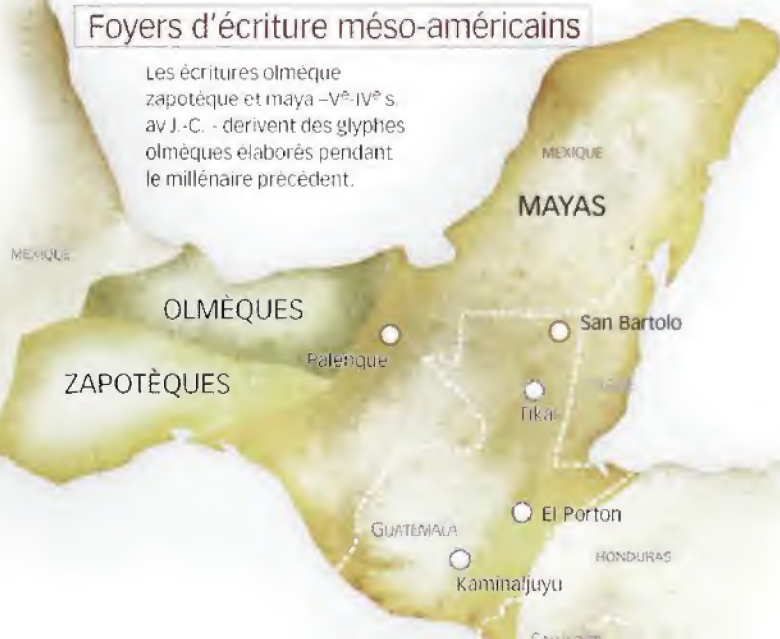 Foyers d'écriture méso-américains
Les écritures olmèque
zapotèque et maya –Vᵉ-IVᵉ s.
av J.-C. - derivent des glyphes
olmèques élaborés pendant
le millénaire précédent.
MEXIQUE
MAYAS
MEXIQUE
OLMÈQUES
San Bartolo
Palenque
ZAPOTÈQUES
Tikal
El Porton
GUATEMALA
HONDURAS
Kaminaljuyu